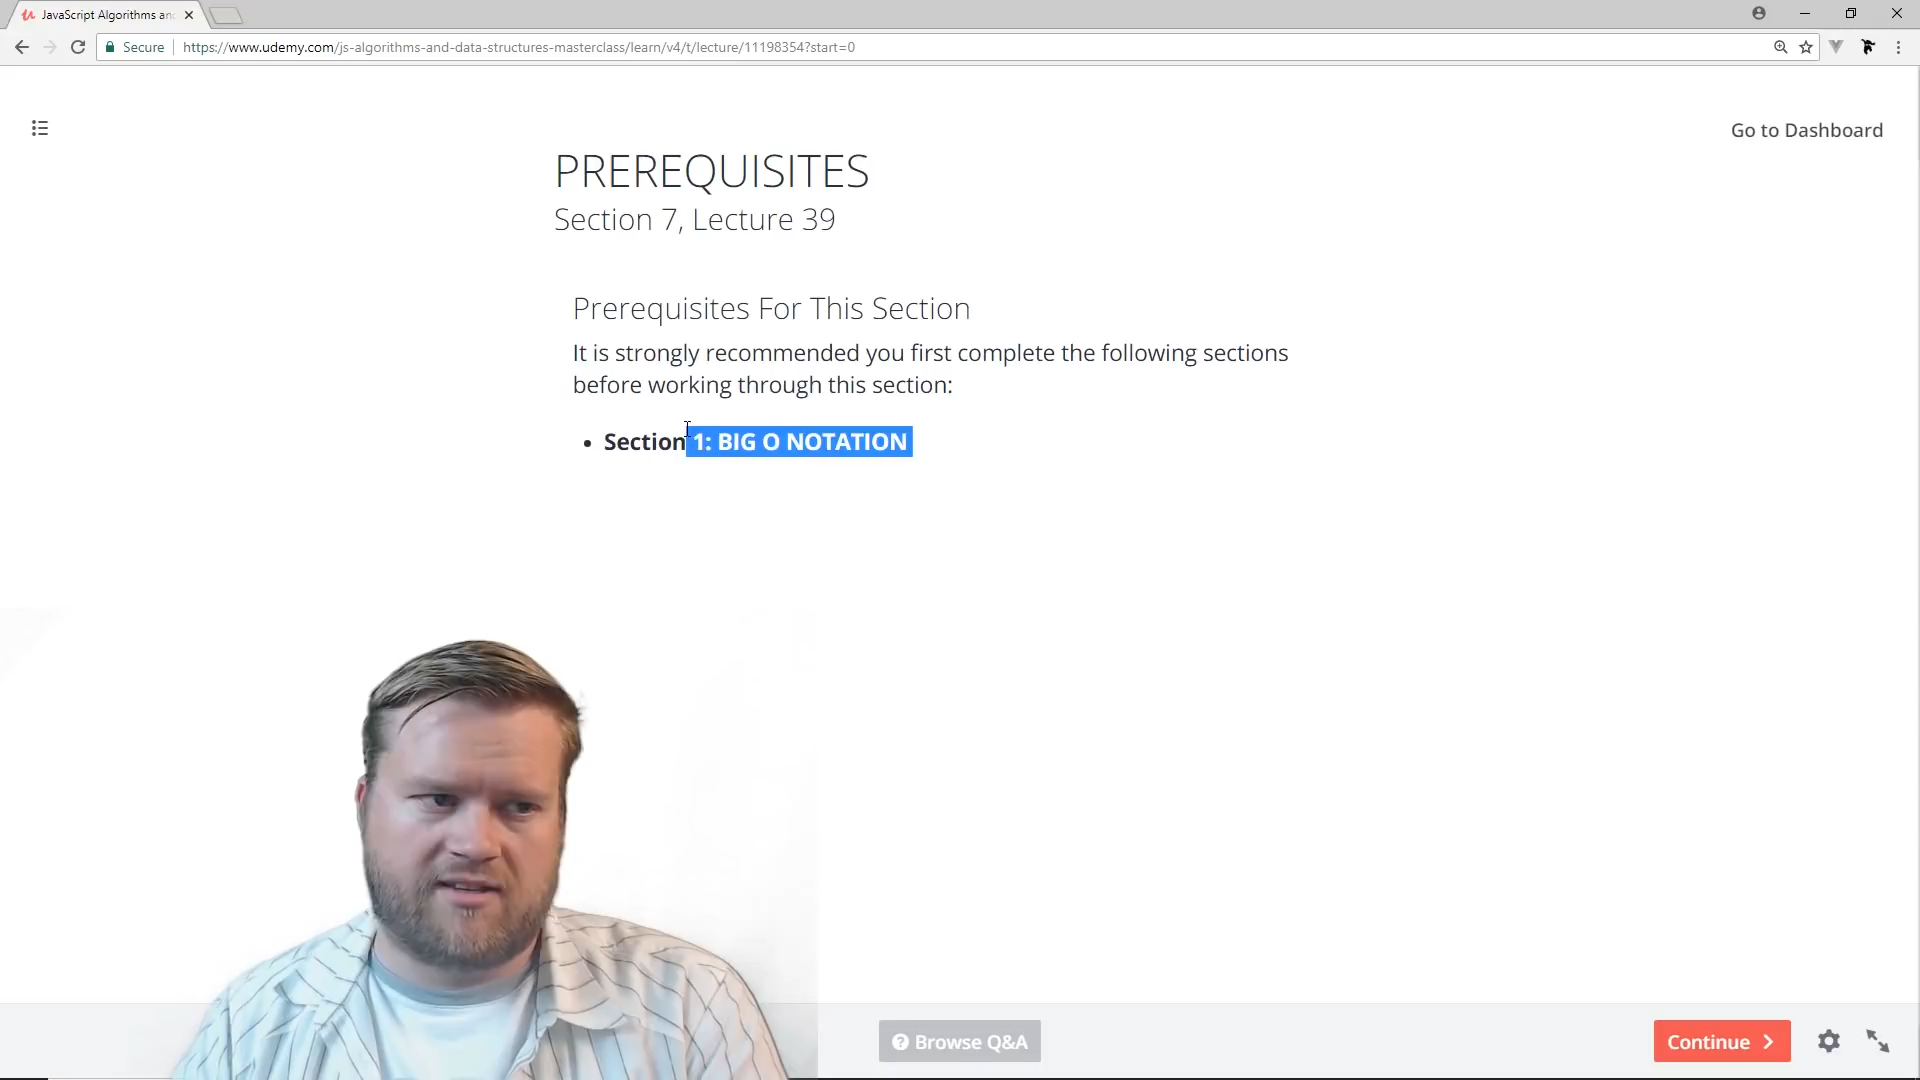 JavaScript Algorithms an
Secure
https://www.udemy.com/js-algorithms-and-data-structures-masterclass/learn/v4/t/lecture/11198354?start=0
Go to Dashboard
PREREQUISITES
Section 7, Lecture 39
Prerequisites For This Section
It is strongly recommended you first complete the following sections
before working through this section:
• Section 1: BIG O NOTATION
Browse Q&A
Continue